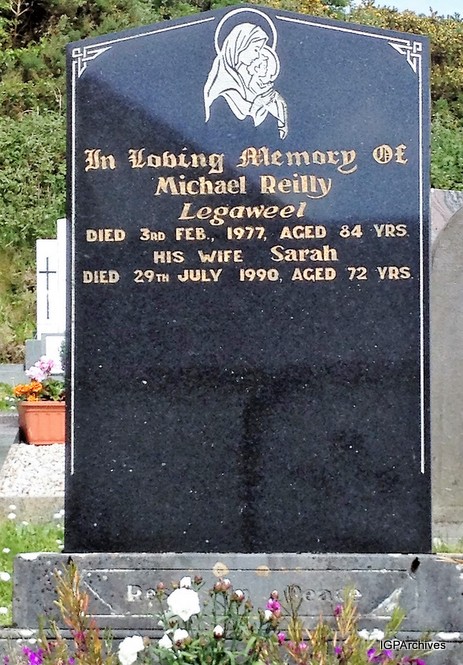 In Loving Memory Of
Michael Reilly
Legaweel
DIED 3RD FEB., 1977, AGED 84 YRS.
HIS WIFE Sarah
DIED 29TH JULY 1990, AGED 72 YRS.
Peace
IGPArchives